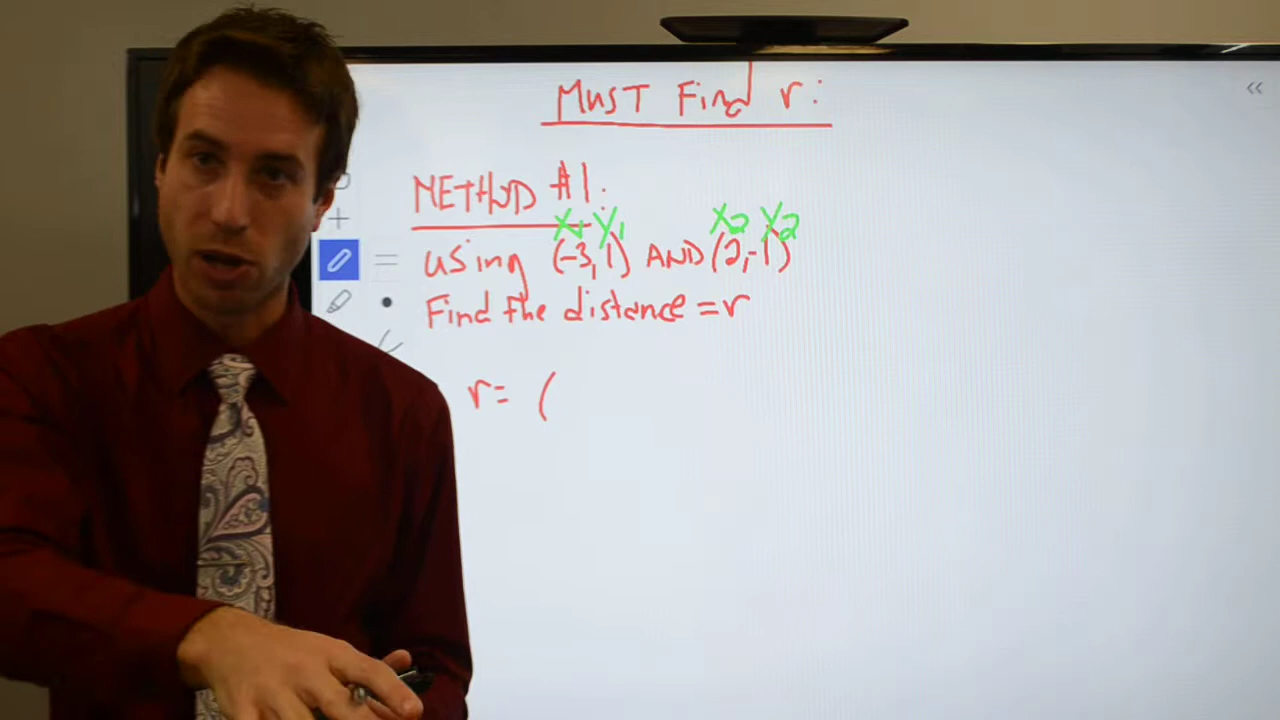 MUST Find r:
METHOD #1:
X1 Y1 X2 Y2
using (-3,1) AND (2,-1)
Find the distance = r
r= (